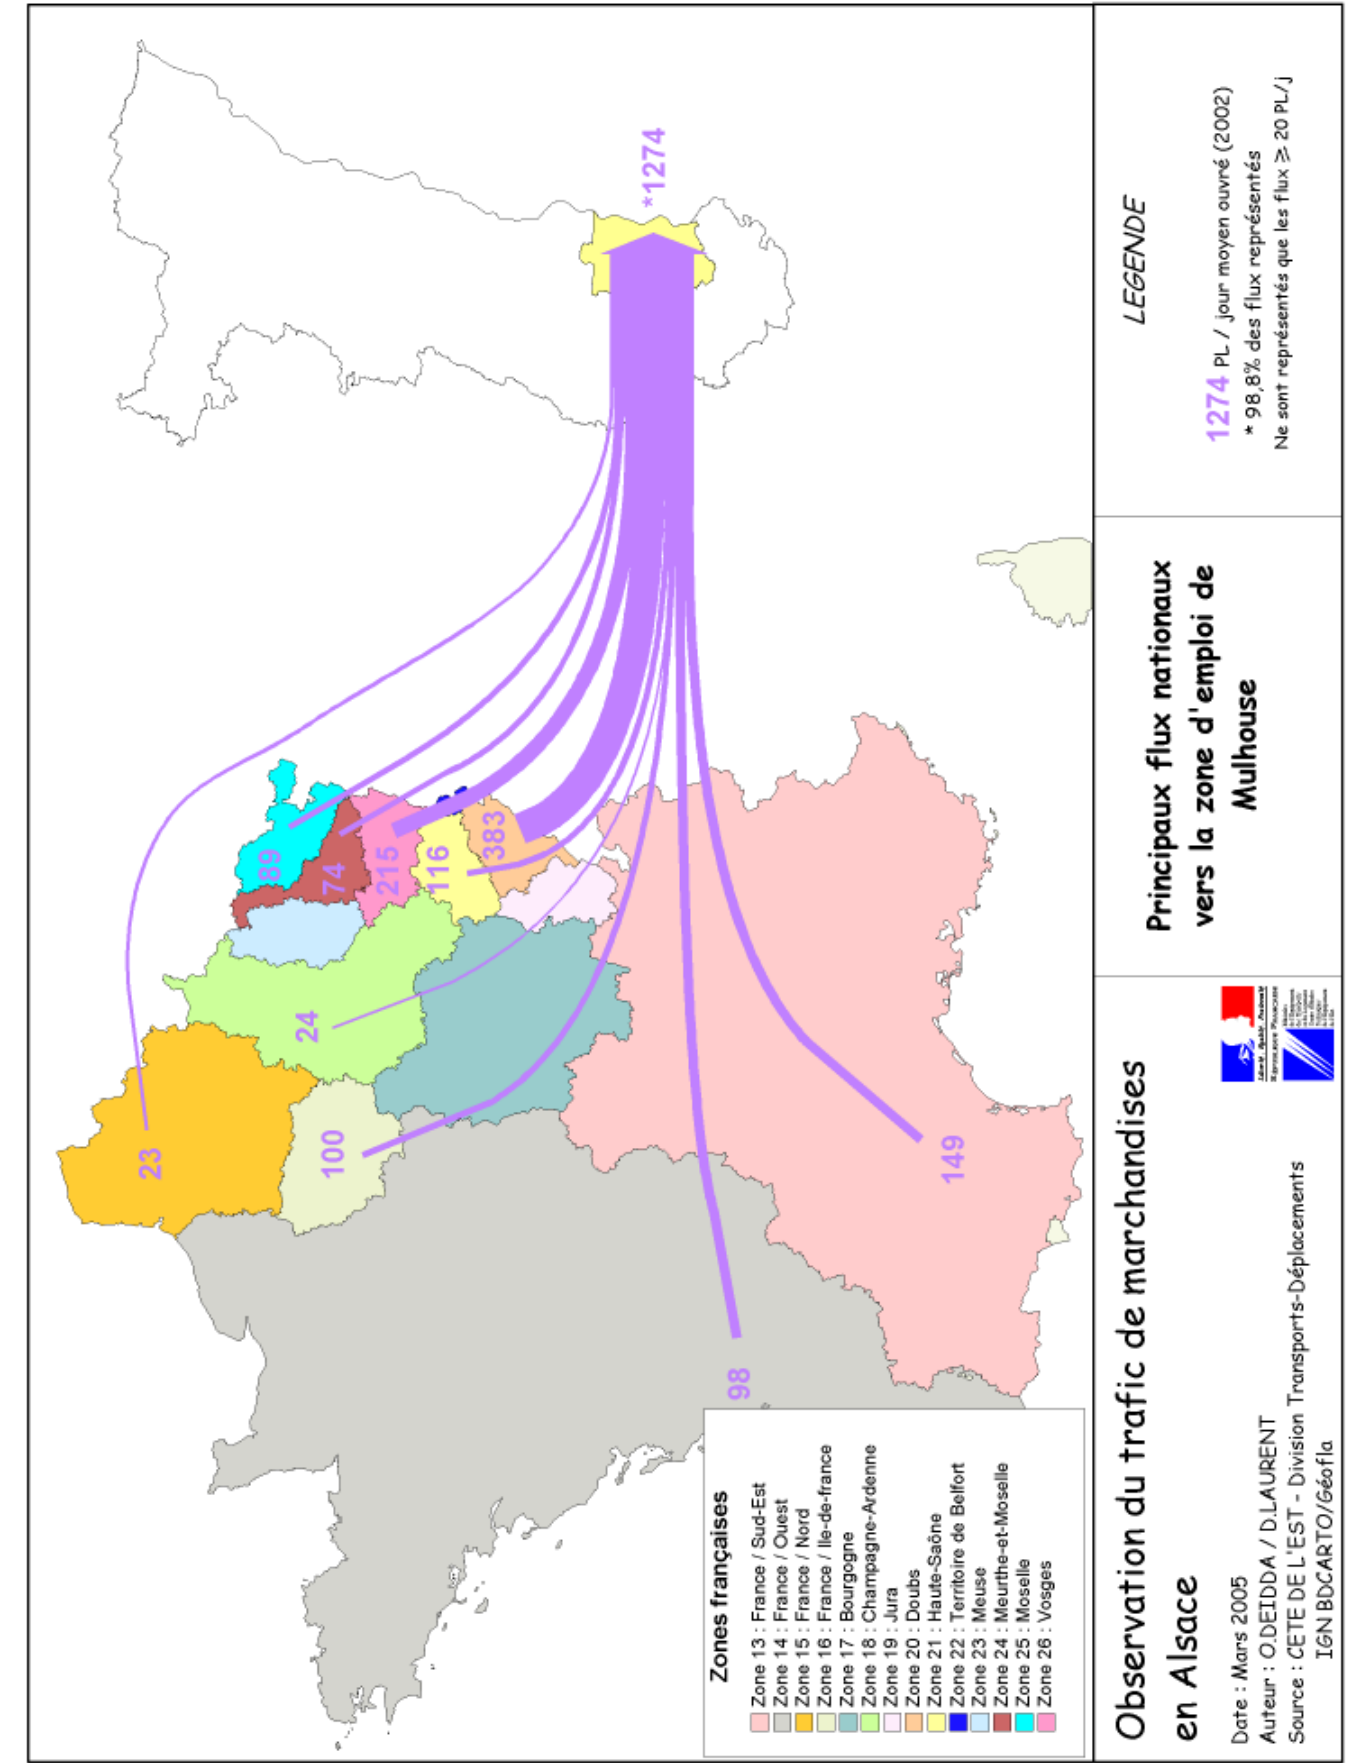 23
100
24
89
74
215
116
383
98
149
*1274
Zones françaises
Zone 13 : France / Sud-Est
Zone 14 : France / Ouest
Zone 15 : France / Nord
Zone 16 : France / Ile-de-france
Zone 17 : Bourgogne
Zone 18 : Champagne-Ardenne
Zone 19 : Jura
Zone 20 : Doubs
Zone 21 : Haute-Saône
Zone 22 : Territoire de Belfort
Zone 23 : Meuse
Zone 24 : Meurthe-et-Moselle
Zone 25 : Moselle
Zone 26 : Vosges
Observation du trafic de marchandises
en Alsace
Date : Mars 2005
Auteur : O.DEIDDA / D.LAURENT
Source : CETE DE L'EST - Division Transports-Déplacements
IGN BDCARTO/Géofla
Principaux flux nationaux
vers la zone d'emploi de
Mulhouse
LEGENDE
1274 PL / jour moyen ouvré (2002)
* 98,8% des flux représentés
Ne sont représentés que les flux ⩾ 20 PL/j